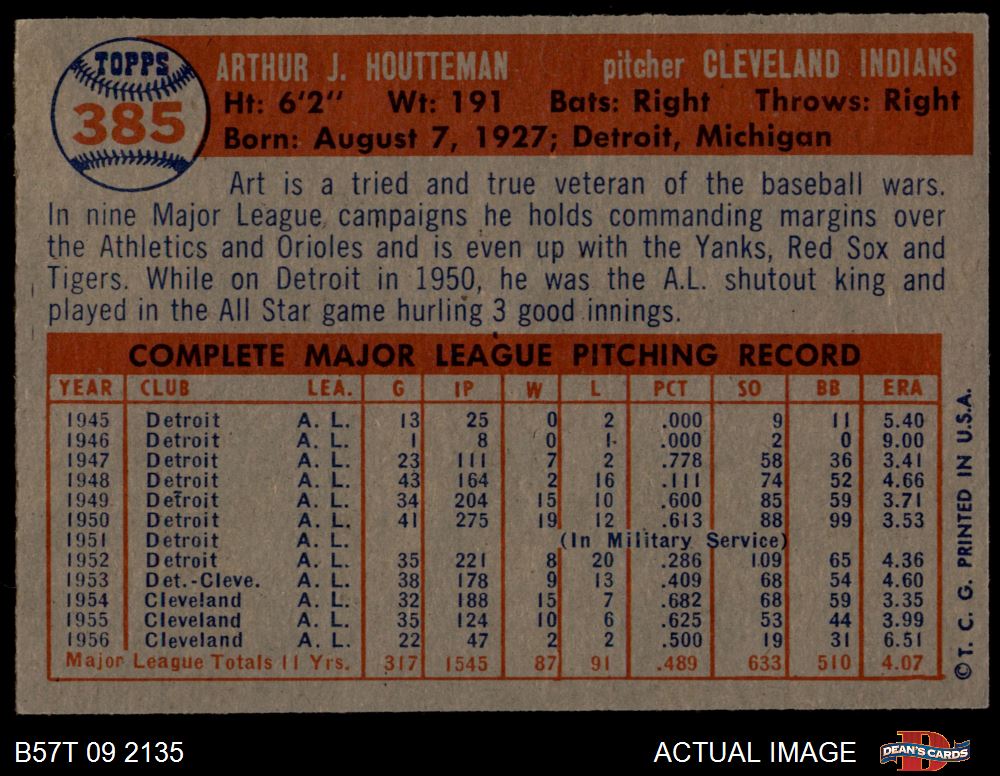 TOPPS
385
ARTHUR J. HOUTTEMAN pitcher CLEVELAND INDIANS
Ht: 6'2" Wt: 191 Bats: Right Throws: Right
Born: August 7, 1927; Detroit, Michigan
Art is a tried and true veteran of the baseball wars.
In nine Major League campaigns he holds commanding margins over
the Athletics and Orioles and is even up with the Yanks, Red Sox and
Tigers. While on Detroit in 1950, he was the A.L. shutout king and
played in the All Star game hurling 3 good innings.
COMPLETE MAJOR LEAGUE PITCHING RECORD
YEAR CLUB LEA. G IP W L PCT SO BB ERA
1945 Detroit A. L. 13 25 0 2 .000 9 11 5.40
1946 Detroit A. L. 1 8 0 1 .000 2 0 9.00
1947 Detroit A. L. 23 111 7 2 .778 58 36 3.41
1948 Detroit A. L. 43 164 2 16 .111 74 52 4.66
1949 Detroit A. L. 34 204 15 10 .600 85 59 3.71
1950 Detroit A. L. 41 275 19 12 .613 88 99 3.53
1951 Detroit A. L. (In Military Service)
1952 Detroit A. L. 35 221 8 20 .286 109 65 4.36
1953 Det.-Cleve. A. L. 38 178 9 13 .409 68 54 4.60
1954 Cleveland A. L. 32 188 15 7 .682 68 59 3.35
1955 Cleveland A. L. 35 124 10 6 .625 53 44 3.99
1956 Cleveland A. L. 22 47 2 2 .500 19 31 6.51
Major League Totals 11 Yrs. 317 1545 87 91 .489 633 510 4.07
© T. C. G. PRINTED IN U.S.A.
B57T 09 2135
ACTUAL IMAGE
D
DEAN'S CARDS